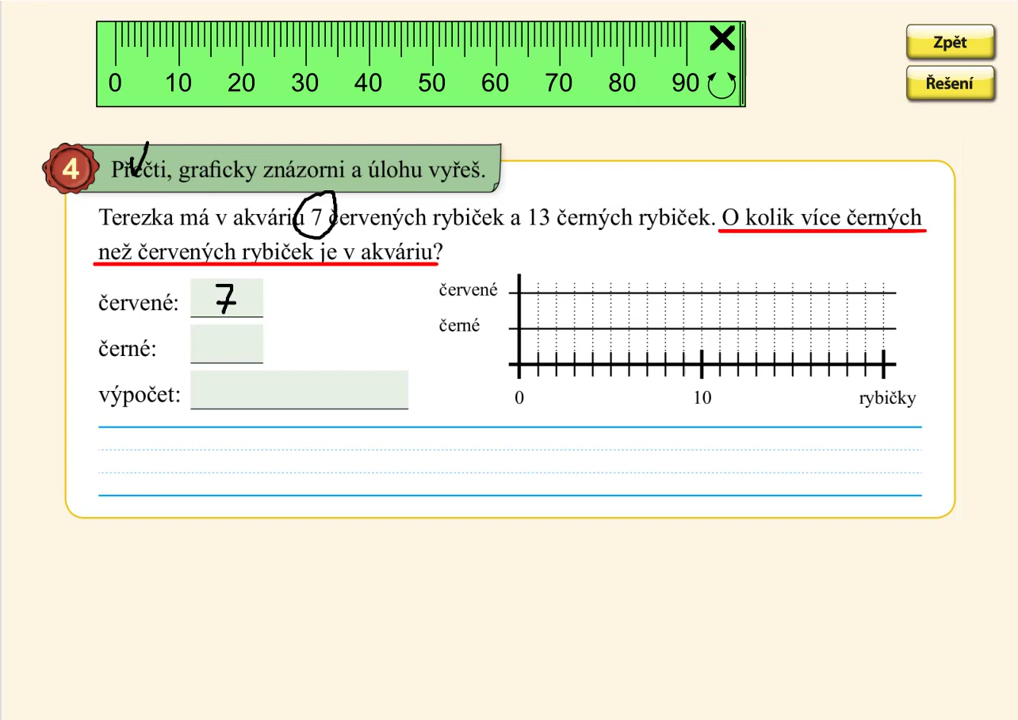 0 10 20 30 40 50 60 70 80 90
Zpět
Řešení
4 Přečti, graficky znázorni a úlohu vyřeš.
Terezka má v akváriu 7 červených rybiček a 13 černých rybiček. O kolik více černých
než červených rybiček je v akváriu?
červené: 7
černé:
výpočet:
červené
černé
0 10 rybičky